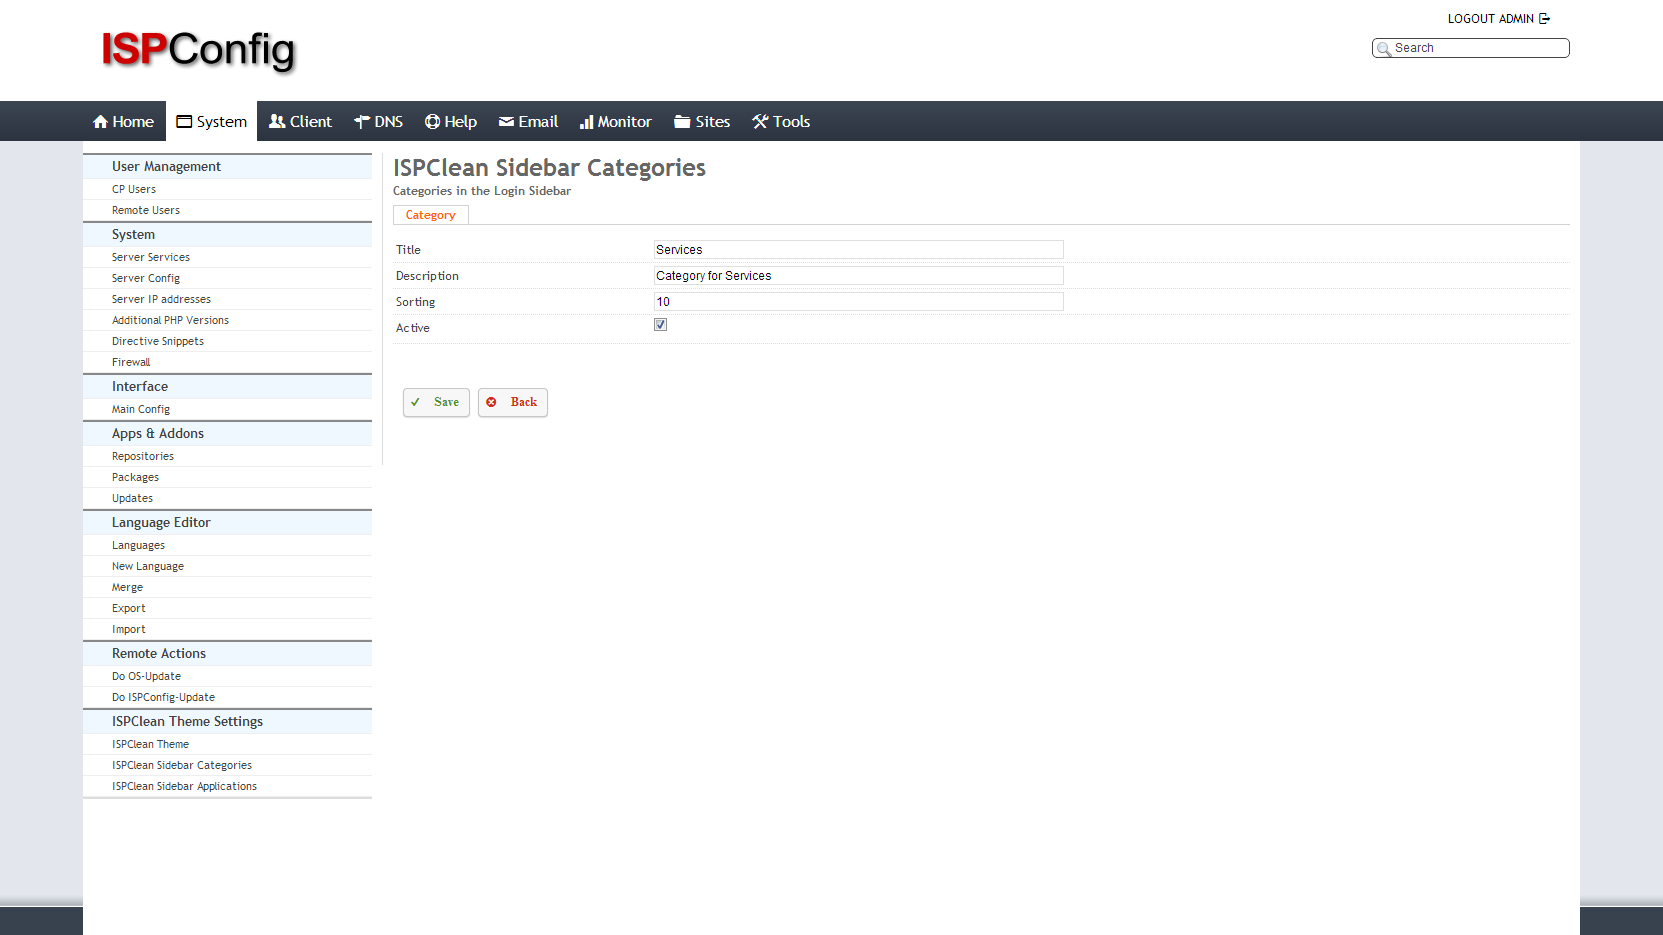 LOGOUT ADMIN
ISPConfig
Search
Home System Client DNS Help Email Monitor Sites Tools
User Management
CP Users
Remote Users
System
Server Services
Server Config
Server IP addresses
Additional PHP Versions
Directive Snippets
Firewall
Interface
Main Config
Apps & Addons
Repositories
Packages
Updates
Language Editor
Languages
New Language
Merge
Export
Import
Remote Actions
Do OS-Update
Do ISPConfig-Update
ISPClean Theme Settings
ISPClean Theme
ISPClean Sidebar Categories
ISPClean Sidebar Applications
ISPClean Sidebar Categories
Categories in the Login Sidebar
Category
Title Services
Description Category for Services
Sorting 10
Active
Save Back